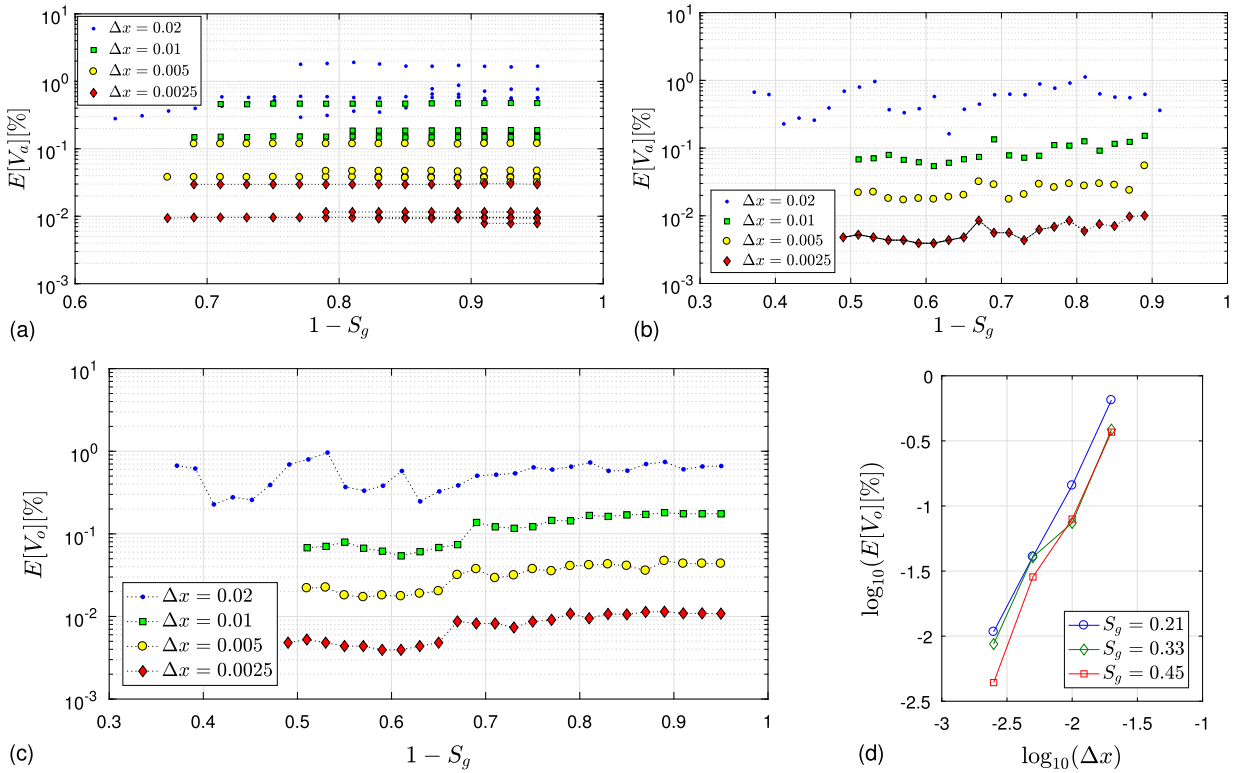 10^1
10^0
10^-1
10^-2
10^-3
E[V_a][%]
Δx = 0.02
Δx = 0.01
Δx = 0.005
Δx = 0.0025
0.6 0.7 0.8 0.9 1
1 − S_g
(a)
10^1
10^0
10^-1
10^-2
10^-3
E[V_a][%]
Δx = 0.02
Δx = 0.01
Δx = 0.005
Δx = 0.0025
0.3 0.4 0.5 0.6 0.7 0.8 0.9 1
1 − S_g
(b)
10^1
10^0
10^-1
10^-2
10^-3
E[V_o][%]
Δx = 0.02
Δx = 0.01
Δx = 0.005
Δx = 0.0025
0.3 0.4 0.5 0.6 0.7 0.8 0.9 1
1 − S_g
(c)
0
-0.5
-1
-1.5
-2
-2.5
log10(E[V_o][%])
S_g = 0.21
S_g = 0.33
S_g = 0.45
-3 -2.5 -2 -1.5 -1
log10(Δx)
(d)